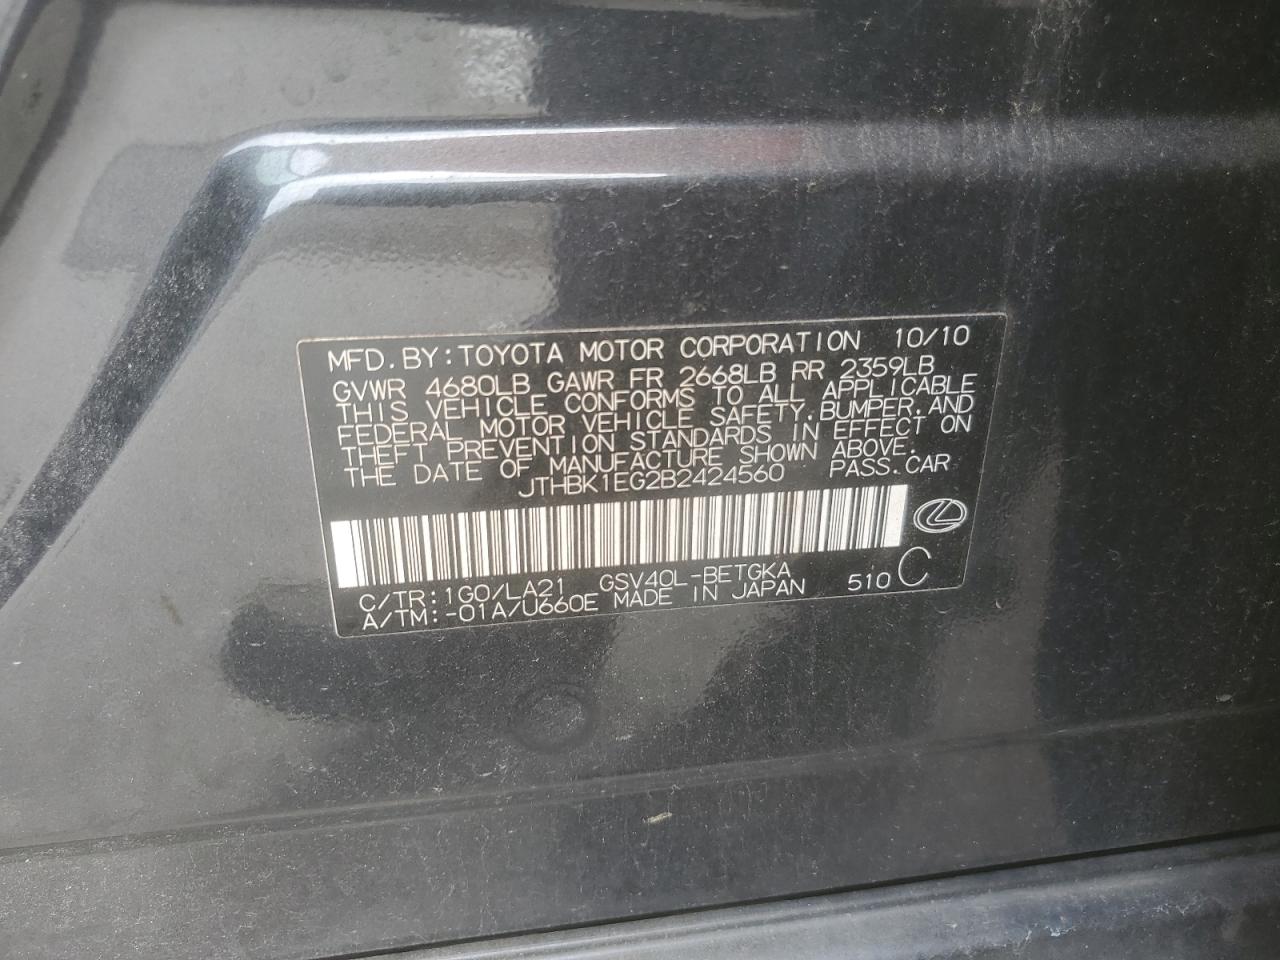 MFD. BY: TOYOTA MOTOR CORPORATION 10/10
GVWR 4680LB GAWR FR 2668LB RR 2359LB
THIS VEHICLE CONFORMS TO ALL APPLICABLE
FEDERAL MOTOR VEHICLE SAFETY, BUMPER, AND
THEFT PREVENTION STANDARDS IN EFFECT ON
THE DATE OF MANUFACTURE SHOWN ABOVE.
JTHBK1EG2B2424560 PASS. CAR
C/TR: 1G0/LA21 GSV40L-BETGKA 510 C
A/TM: -01A/U660E MADE IN JAPAN